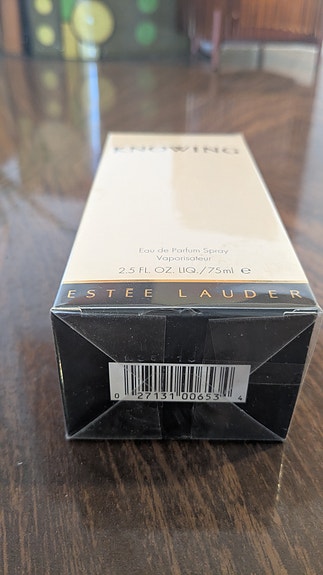 KNOWING
Eau de Parfum Spray
Vaporisateur
2.5 FL. OZ. LIQ./75ml ℮
ESTĒE LAUDER
0 27131 00653 4